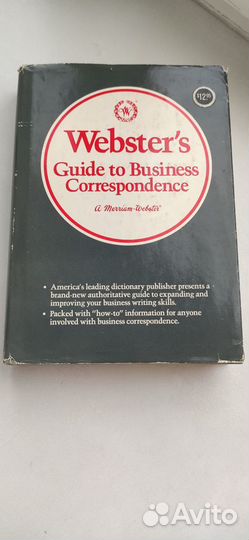 $12.95
Webster's
Guide to Business
Correspondence
A Merriam-Webster
• America's leading dictionary publisher presents a
brand-new authoritative guide to expanding and
improving your business writing skills.
• Packed with "how-to" information for anyone
involved with business correspondence.
Avito